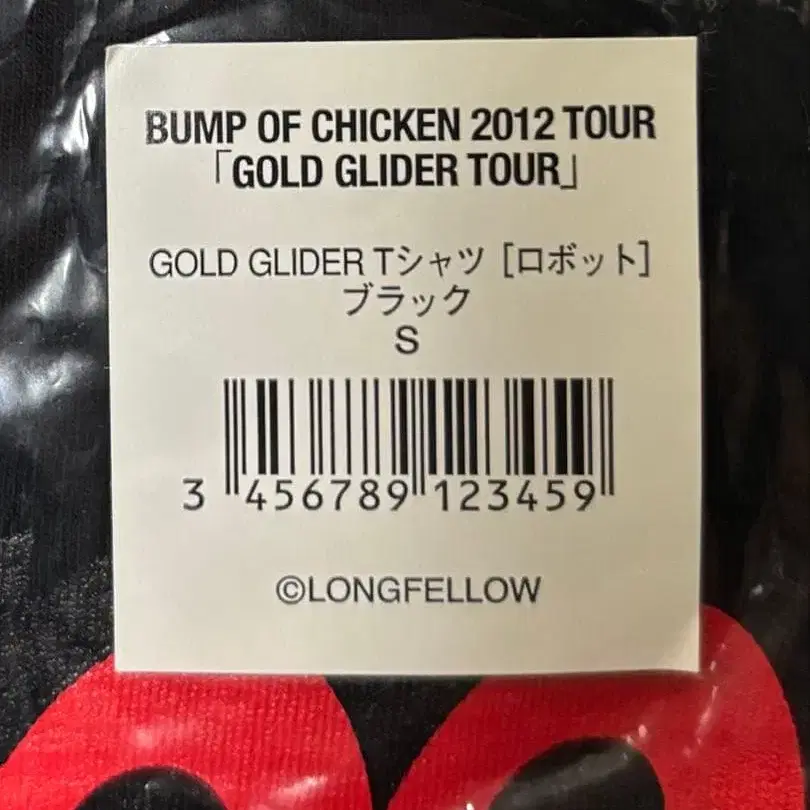 BUMP OF CHICKEN 2012 TOUR
「GOLD GLIDER TOUR」
GOLD GLIDER Tシャツ［ロボット］
ブラック
S
3 456789 123459
©LONGFELLOW